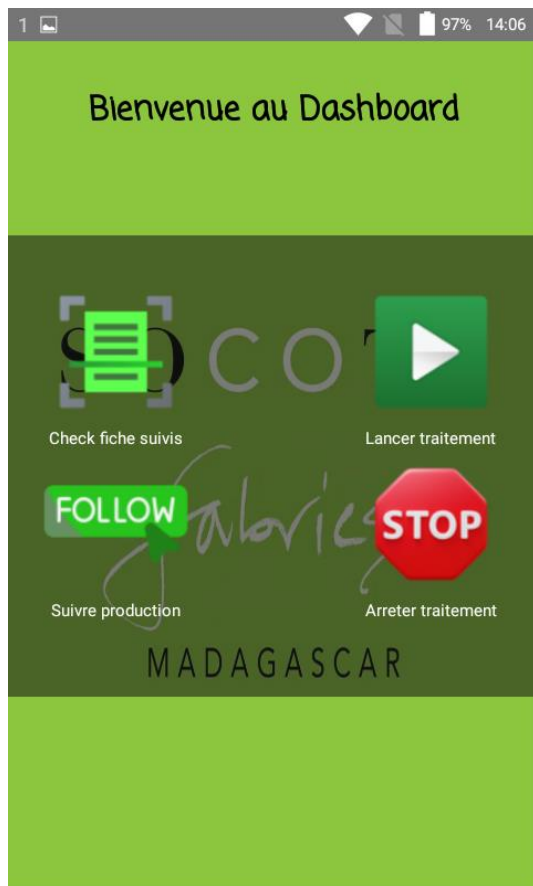 1 97% 14:06
Bienvenue au Dashboard
CO
Check fiche suivis
Lancer traitement
FOLLOW
STOP
Suivre production
Arreter traitement
MADAGASCAR